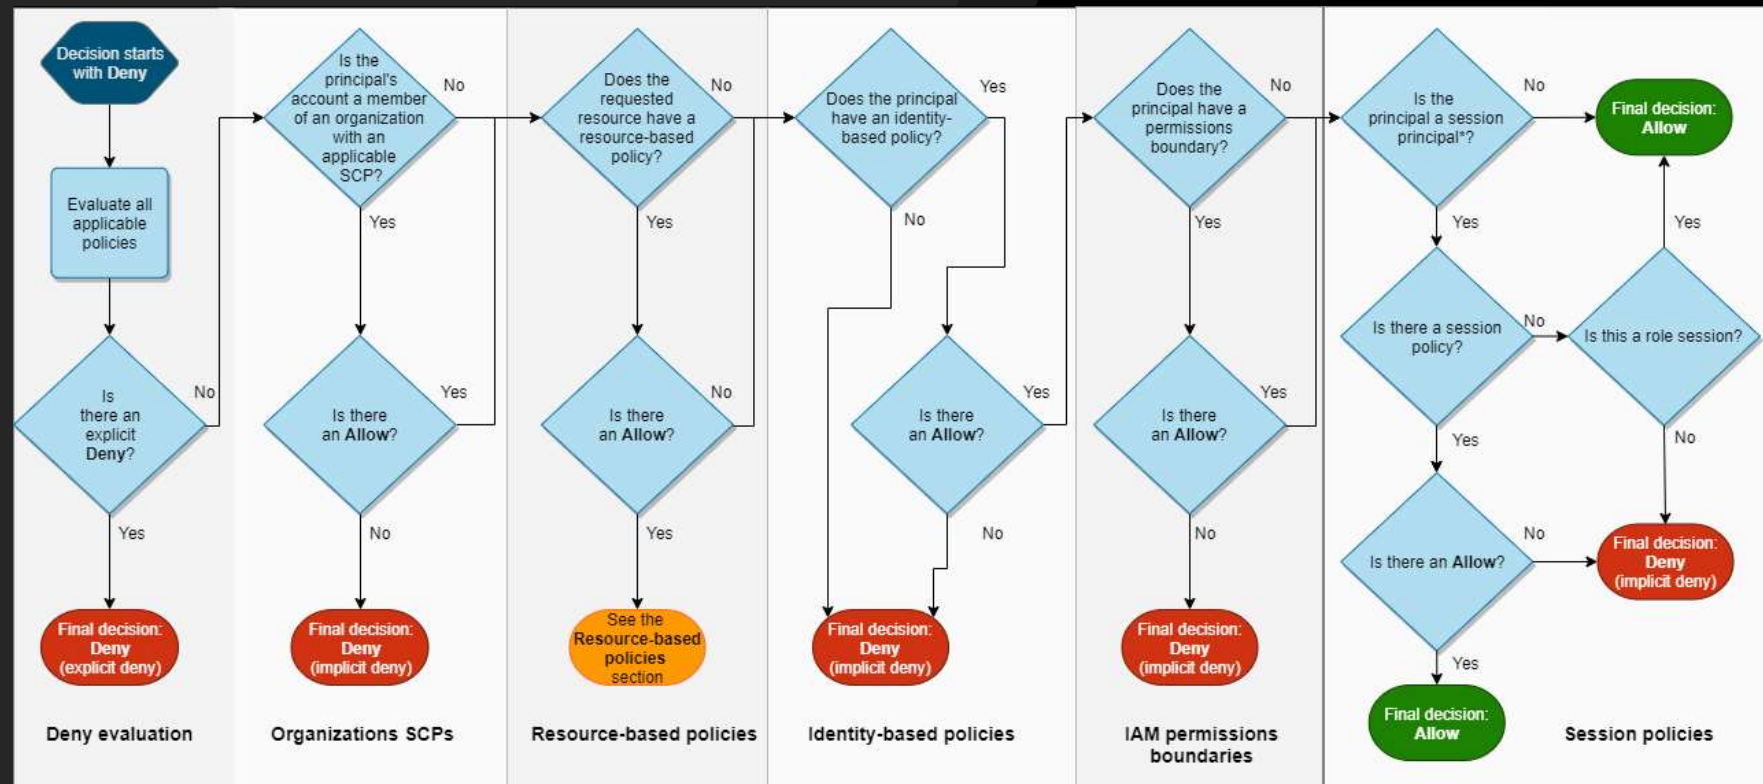 Decision starts
with Deny
Evaluate all
applicable
policies
Is
there an
explicit
Deny?
No
Yes
Final decision:
Deny
(explicit deny)
Deny evaluation
Is the
principal's
account a member
of an organization
with an
applicable
SCP?
No
Yes
Is there
an Allow?
Yes
No
Final decision:
Deny
(implicit deny)
Organizations SCPs
Does the
requested
resource have a
resource-based
policy?
No
Yes
Is there
an Allow?
No
Yes
See the
Resource-based
policies
section
Resource-based policies
Does the principal
have an identity-
based policy?
Yes
No
Is there
an Allow?
Yes
No
Final decision:
Deny
(implicit deny)
Identity-based policies
Does the
principal have a
permissions
boundary?
No
Yes
Is there
an Allow?
Yes
No
Final decision:
Deny
(implicit deny)
IAM permissions
boundaries
Is the
principal a session
principal*?
No
Final decision:
Allow
Yes
Yes
Is there a session
policy?
No
Is this a role session?
Yes
No
Is there an Allow?
No
Final decision:
Deny
(implicit deny)
Yes
Final decision:
Allow
Session policies